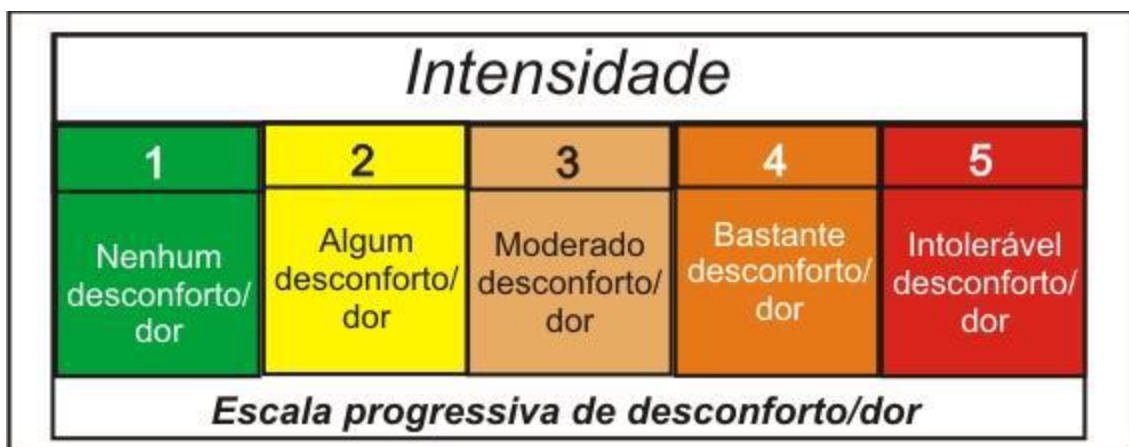 Intensidade
1 2 3 4 5
Nenhum
desconforto/
dor
Algum
desconforto/
dor
Moderado
desconforto/
dor
Bastante
desconforto/
dor
Intolerável
desconforto/
dor
Escala progressiva de desconforto/dor